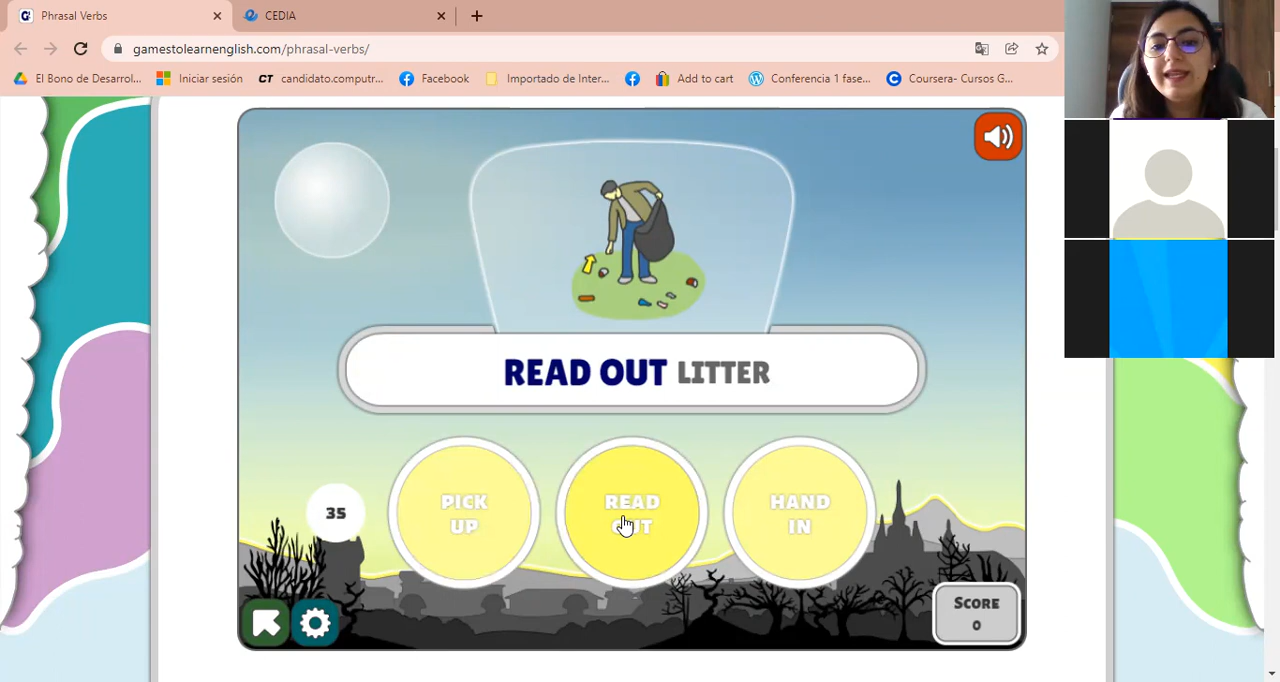 Phrasal Verbs
CEDIA
gamestolearnenglish.com/phrasal-verbs/
El Bono de Desarrol...
Iniciar sesión
CT candidato.computr...
Facebook
Importado de Inter...
Add to cart
Conferencia 1 fase...
Coursera- Cursos G...
READ OUT LITTER
35
PICK
UP
READ
OUT
HAND
IN
SCORE
0